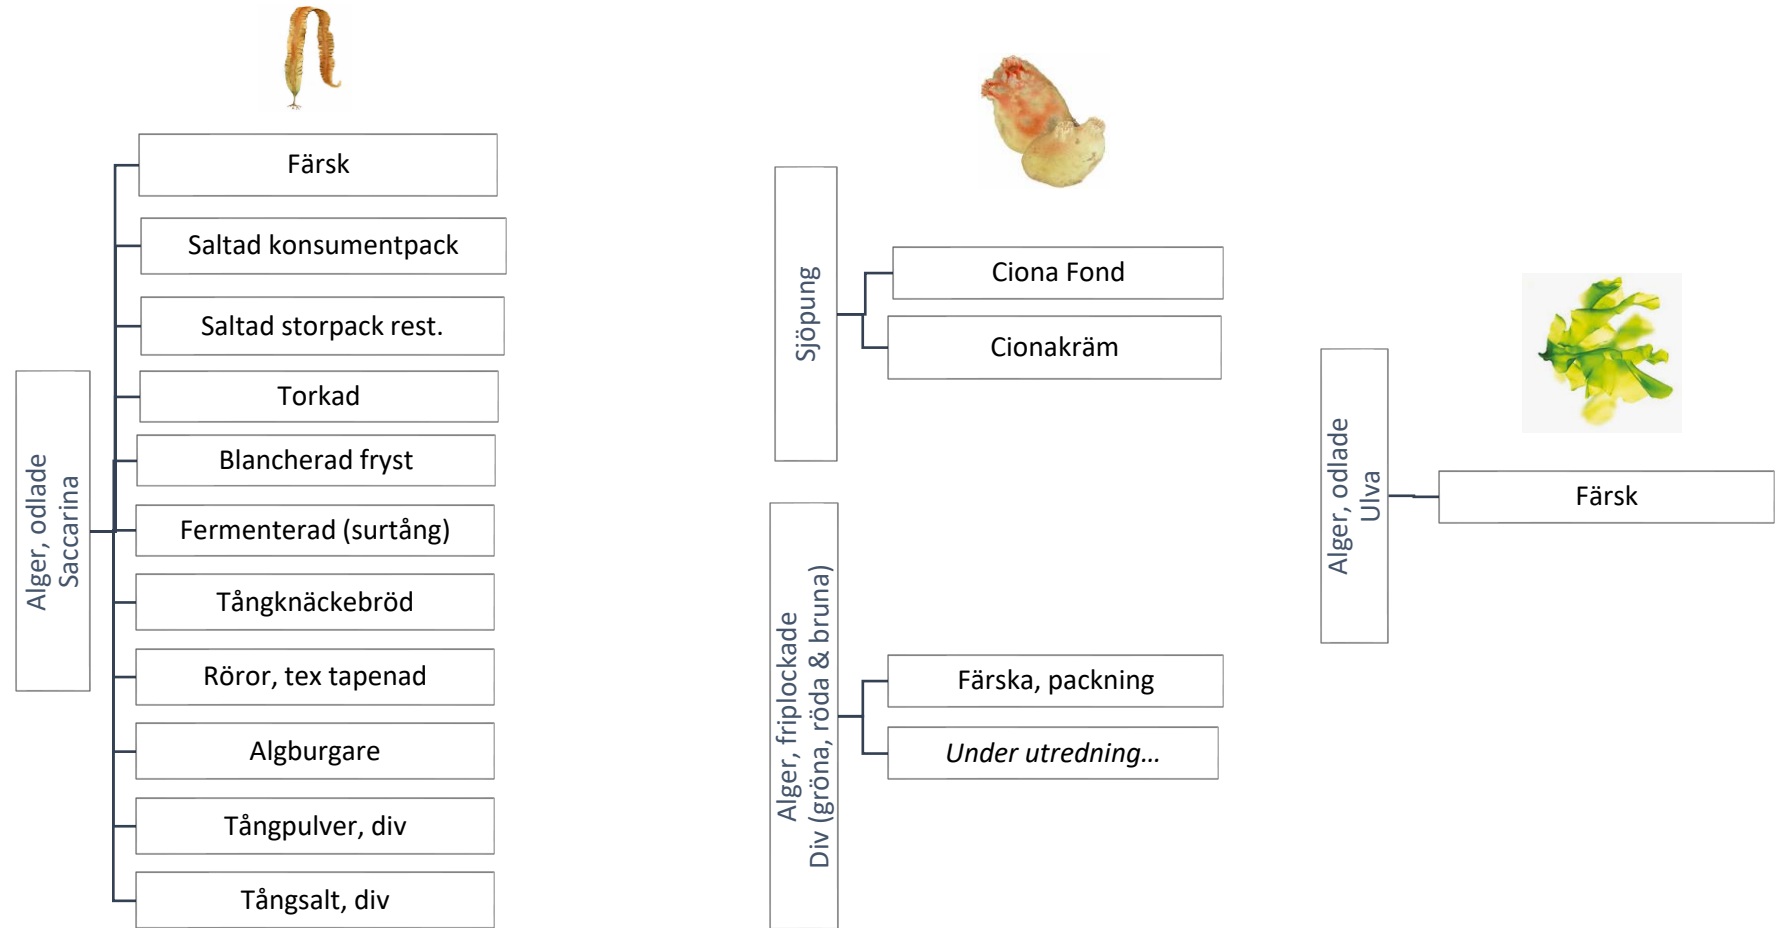 Alger, odlade
Saccarina
Färsk
Saltad konsumentpack
Saltad storpack rest.
Torkad
Blancherad fryst
Fermenterad (surtång)
Tångknäckebröd
Röror, tex tapenad
Algburgare
Tångpulver, div
Tångsalt, div
Sjöpung
Ciona Fond
Cionakräm
Alger, friplockade
Div (gröna, röda & bruna)
Färska, packning
Under utredning...
Alger, odlade
Ulva
Färsk